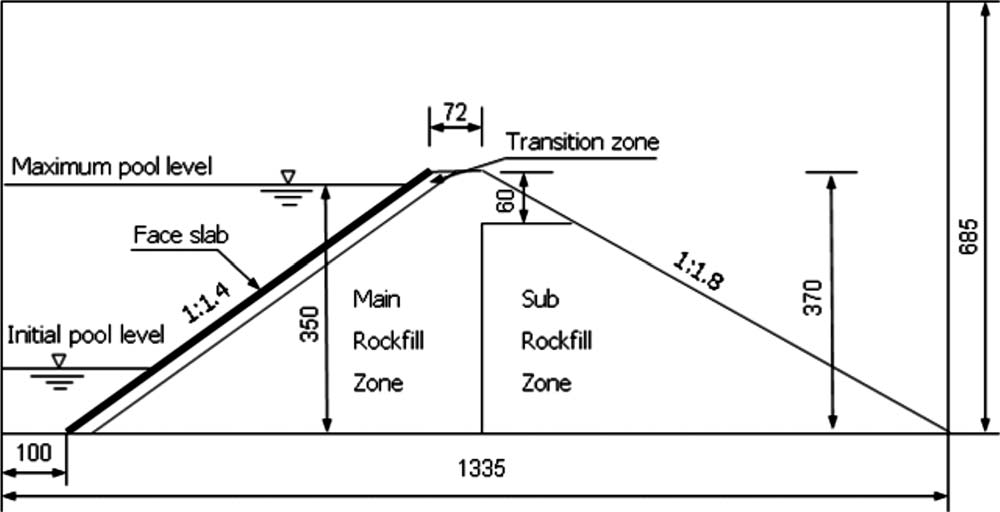 72
Transition zone
Maximum pool level
60
Face slab
685
1:1.4
1:1.8
350
370
Main
Rockfill
Zone
Sub
Rockfill
Zone
Initial pool level
100
1335